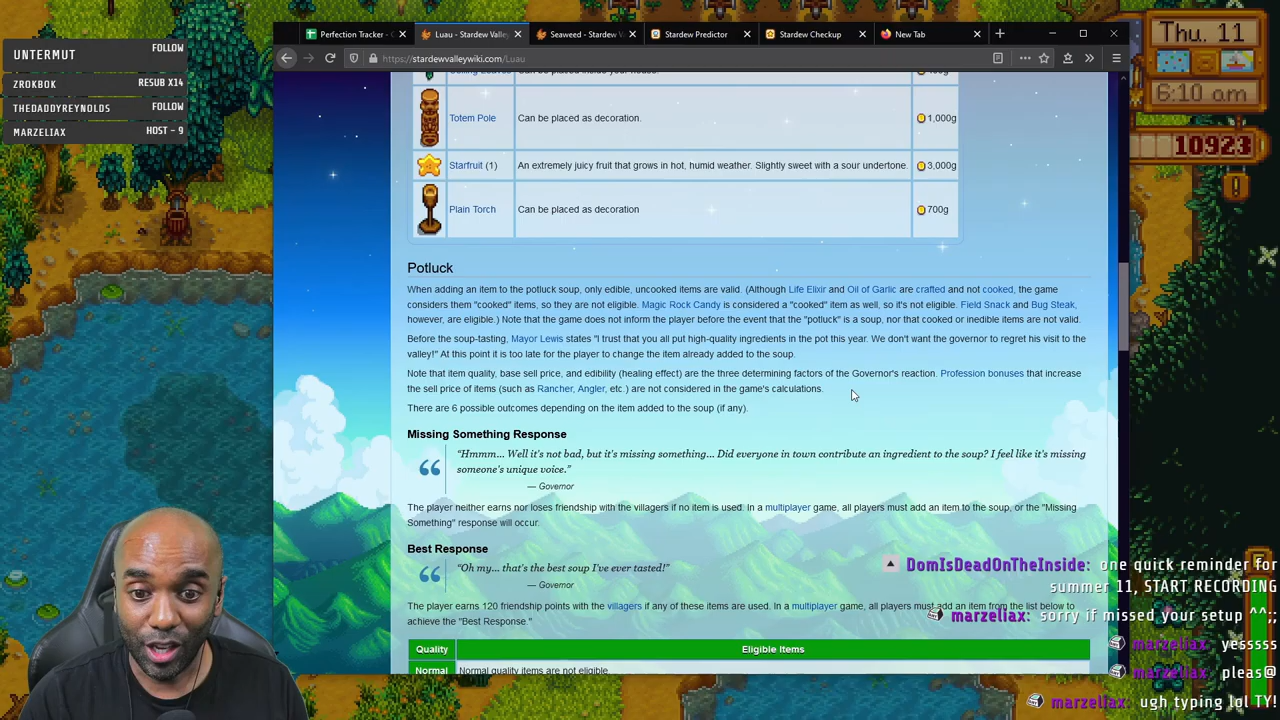 UNTERMUT FOLLOW
ZROKBOK RESUB X14
THEDADDYREYNOLDS FOLLOW
MARZELIAX HOST - 9
Perfection Tracker - C
Luau - Stardew Valley
Seaweed - Stardew Va
Stardew Predictor
Stardew Checkup
New Tab
https://stardewvalleywiki.com/Luau
Thu. 11
6:10 am
10923
Totem Pole Can be placed as decoration. 1,000g
Starfruit (1) An extremely juicy fruit that grows in hot, humid weather. Slightly sweet with a sour undertone. 3,000g
Plain Torch Can be placed as decoration 700g
Potluck
When adding an item to the potluck soup, only edible, uncooked items are valid. (Although Life Elixir and Oil of Garlic are crafted and not cooked, the game
considers them "cooked" items, so they are not eligible. Magic Rock Candy is considered a "cooked" item as well, so it's not eligible. Field Snack and Bug Steak,
however, are eligible.) Note that the game does not inform the player before the event that the "potluck" is a soup, nor that cooked or inedible items are not valid.
Before the soup-tasting, Mayor Lewis states "I trust that you all put high-quality ingredients in the pot this year. We don't want the governor to regret his visit to the
valley!" At this point it is too late for the player to change the item already added to the soup.
Note that item quality, base sell price, and edibility (healing effect) are the three determining factors of the Governor's reaction. Profession bonuses that increase
the sell price of items (such as Rancher, Angler, etc.) are not considered in the game's calculations.
There are 6 possible outcomes depending on the item added to the soup (if any).
Missing Something Response
“Hmmm... Well it's not bad, but it's missing something... Did everyone in town contribute an ingredient to the soup? I feel like it's missing
someone's unique voice.”
— Governor
The player neither earns nor loses friendship with the villagers if no item is used. In a multiplayer game, all players must add an item to the soup, or the "Missing
Something" response will occur.
Best Response
“Oh my... that's the best soup I've ever tasted!”
— Governor
The player earns 120 friendship points with the villagers if any of these items are used. In a multiplayer game, all players must add an item from the list below to
achieve the "Best Response."
Quality Eligible Items
Normal Normal quality items are not eligible
DomIsDeadOnTheInside: one quick reminder for
summer 11, START RECORDING
marzeliax: sorry if missed your setup ^^;;
marzeliax: yesssss
marzeliax: pleas@
marzeliax: ugh typing lol TY!